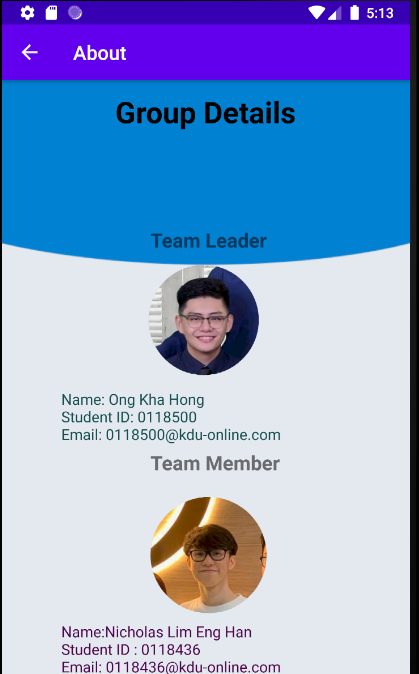 5:13
About
Group Details
Team Leader
Name: Ong Kha Hong
Student ID: 0118500
Email: 0118500@kdu-online.com
Team Member
Name:Nicholas Lim Eng Han
Student ID : 0118436
Email: 0118436@kdu-online.com